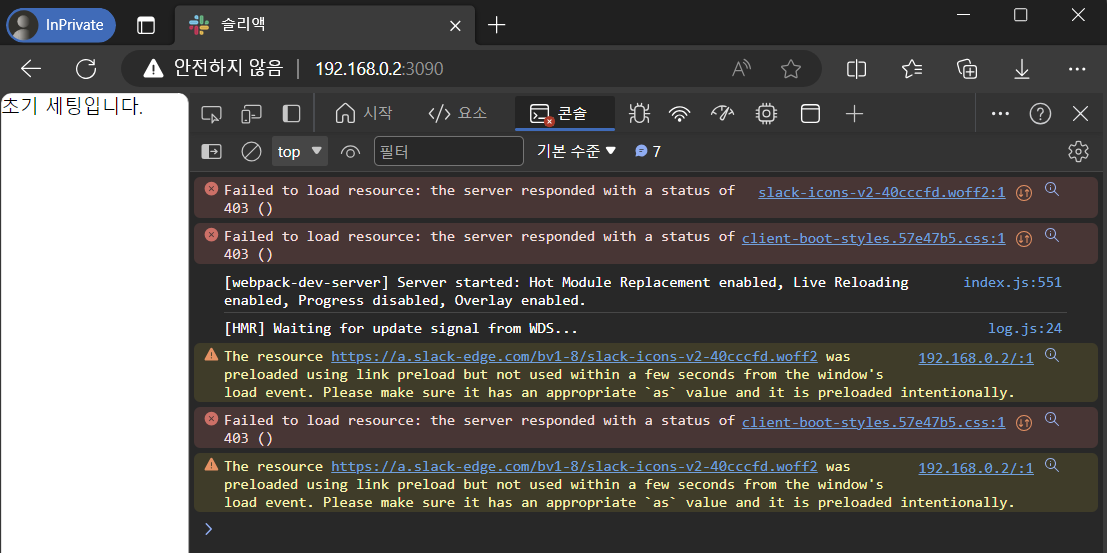 InPrivate
슬리액
안전하지 않음 | 192.168.0.2:3090
초기 세팅입니다.
시작
요소
콘솔
top
필터
기본 수준
7
Failed to load resource: the server responded with a status of slack-icons-v2-40cccfd.woff2:1
403 ()
Failed to load resource: the server responded with a status of client-boot-styles.57e47b5.css:1
403 ()
[webpack-dev-server] Server started: Hot Module Replacement enabled, Live Reloading index.js:551
enabled, Progress disabled, Overlay enabled.
[HMR] Waiting for update signal from WDS... log.js:24
The resource https://a.slack-edge.com/bv1-8/slack-icons-v2-40cccfd.woff2 was 192.168.0.2/:1
preloaded using link preload but not used within a few seconds from the window's
load event. Please make sure it has an appropriate `as` value and it is preloaded intentionally.
Failed to load resource: the server responded with a status of client-boot-styles.57e47b5.css:1
403 ()
The resource https://a.slack-edge.com/bv1-8/slack-icons-v2-40cccfd.woff2 was 192.168.0.2/:1
preloaded using link preload but not used within a few seconds from the window's
load event. Please make sure it has an appropriate `as` value and it is preloaded intentionally.